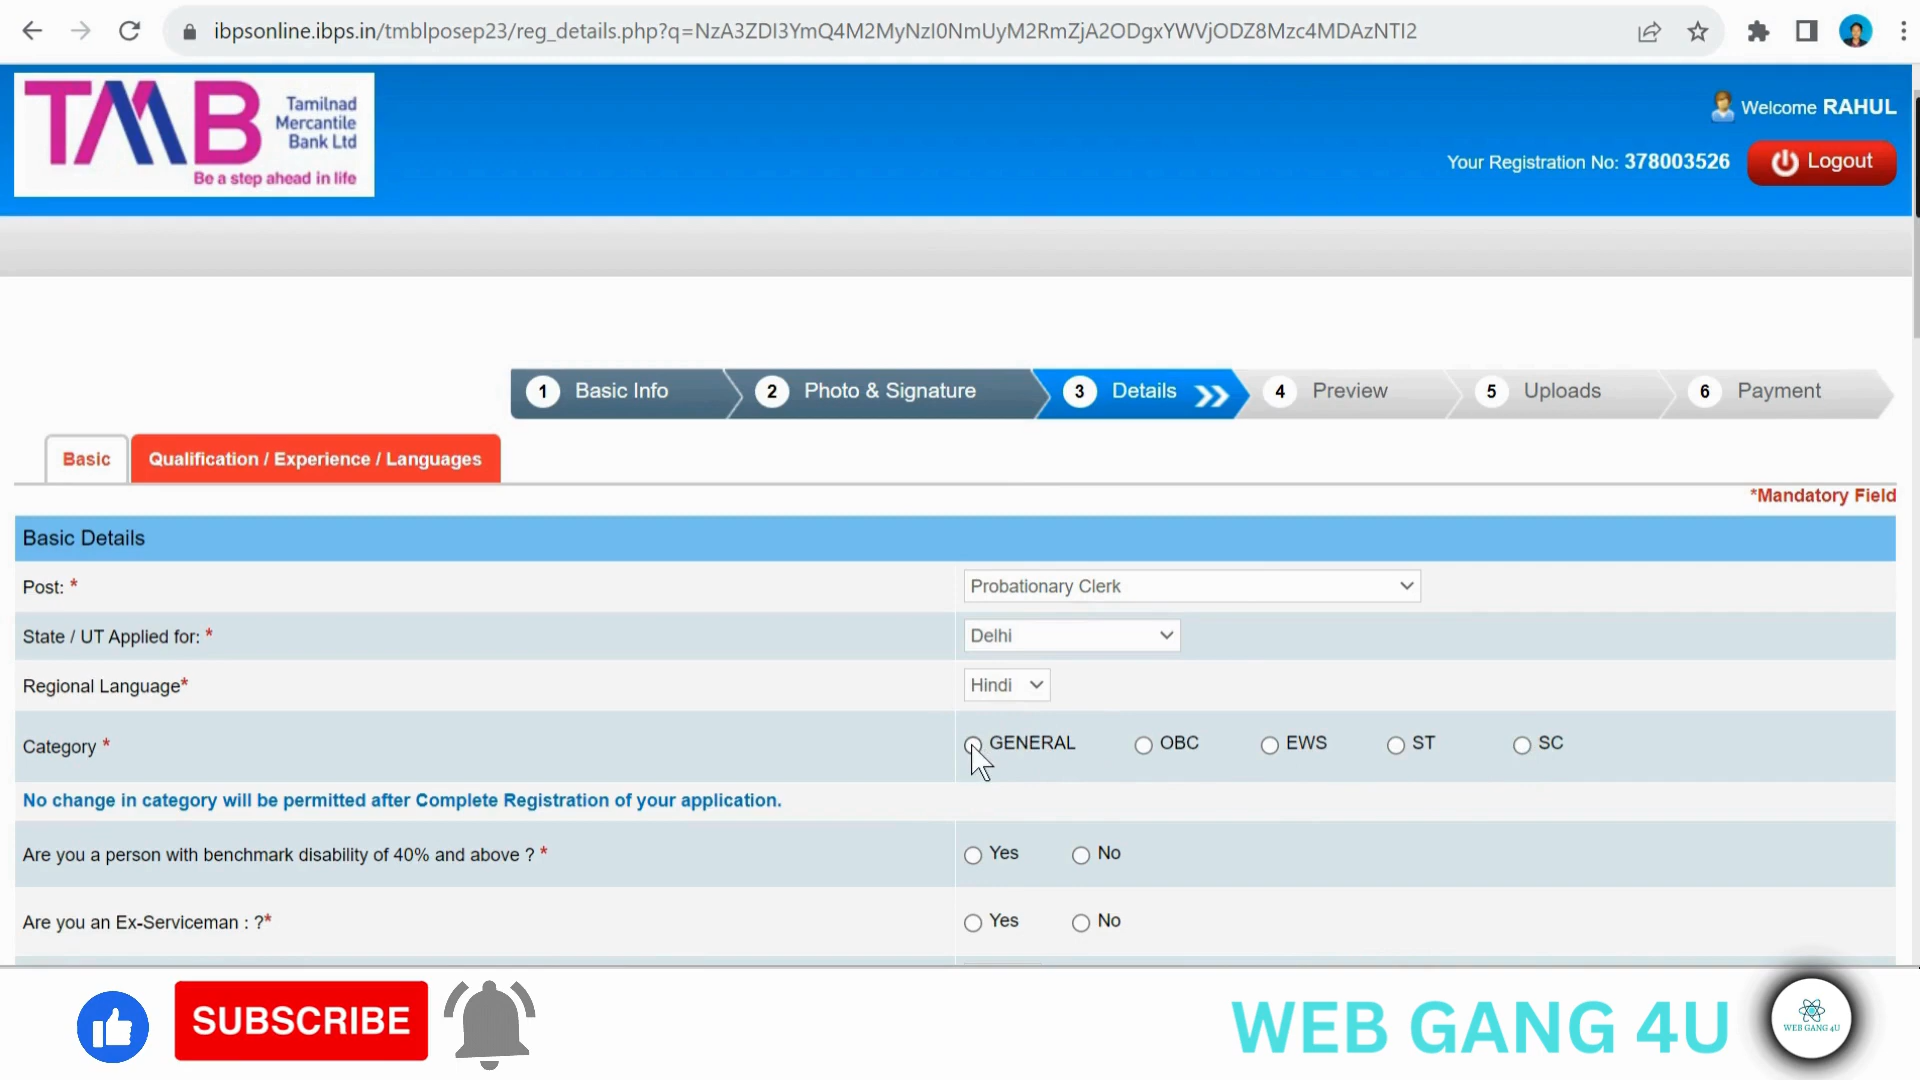 ibpsonline.ibps.in/tmblposep23/reg_details.php?q=NzA3ZDI3YmQ4M2MyNzI0NmUyM2RmZjA2ODgxYWVjODZ8Mzc4MDAzNTI2
TMB
Tamilnad
Mercantile
Bank Ltd
Be a step ahead in life
Welcome RAHUL
Your Registration No: 378003526
Logout
1 Basic Info 2 Photo & Signature 3 Details 4 Preview 5 Uploads 6 Payment
Basic Qualification / Experience / Languages
*Mandatory Field
Basic Details
Post: * Probationary Clerk
State / UT Applied for: * Delhi
Regional Language* Hindi
Category * GENERAL OBC EWS ST SC
No change in category will be permitted after Complete Registration of your application.
Are you a person with benchmark disability of 40% and above ? * Yes No
Are you an Ex-Serviceman : ?* Yes No
SUBSCRIBE
WEB GANG 4U
WEB GANG 4U